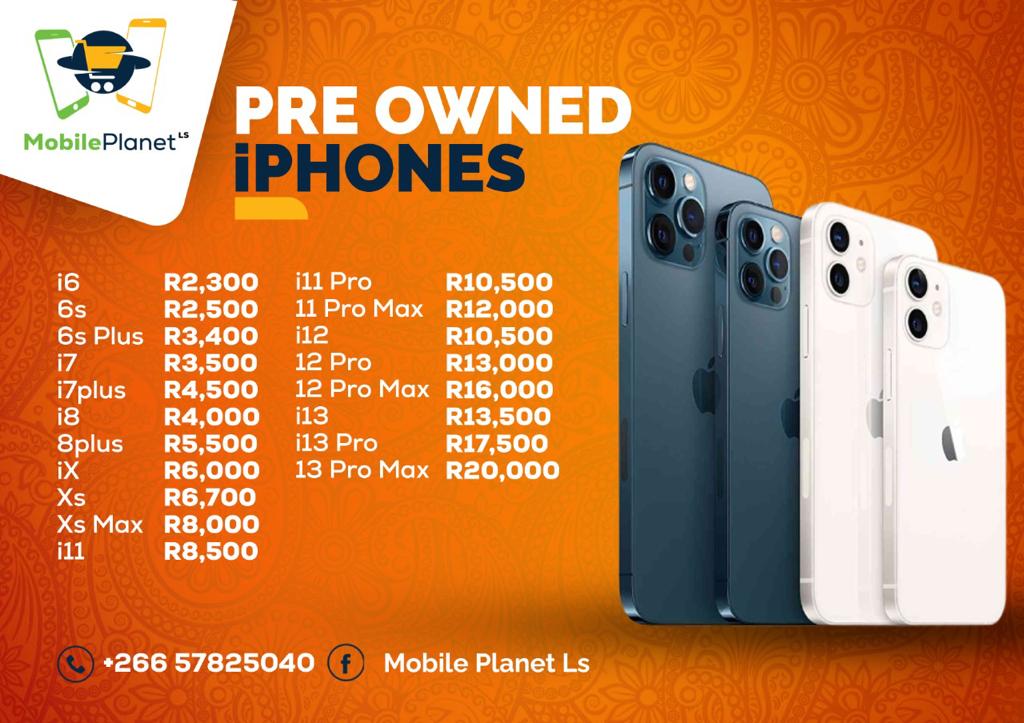 MobilePlanet LS
PRE OWNED
iPHONES
i6 R2,300
6s R2,500
6s Plus R3,400
i7 R3,500
i7plus R4,500
i8 R4,000
8plus R5,500
iX R6,000
Xs R6,700
Xs Max R8,000
i11 R8,500
i11 Pro R10,500
11 Pro Max R12,000
i12 R10,500
12 Pro R13,000
12 Pro Max R16,000
i13 R13,500
i13 Pro R17,500
13 Pro Max R20,000
+266 57825040
Mobile Planet Ls